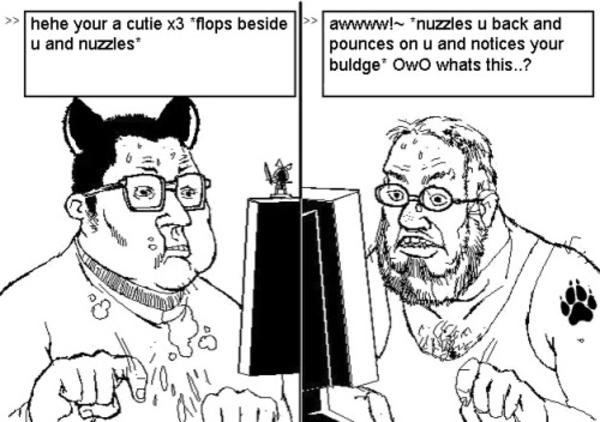 >> hehe your a cutie x3 *flops beside
u and nuzzles*
>> awwww!~ *nuzzles u back and
pounces on u and notices your
buldge* OwO whats this..?